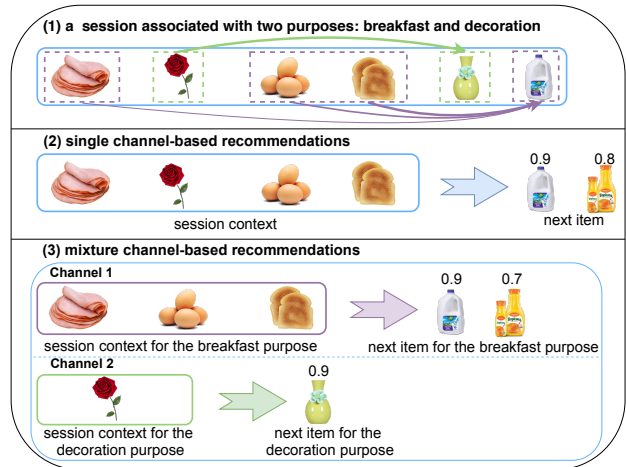 (1) a session associated with two purposes: breakfast and decoration
(2) single channel-based recommendations
0.9 0.8
session context
next item
(3) mixture channel-based recommendations
Channel 1
0.9 0.7
session context for the breakfast purpose
next item for the breakfast purpose
Channel 2
0.9
session context for the
decoration purpose
next item for the
decoration purpose